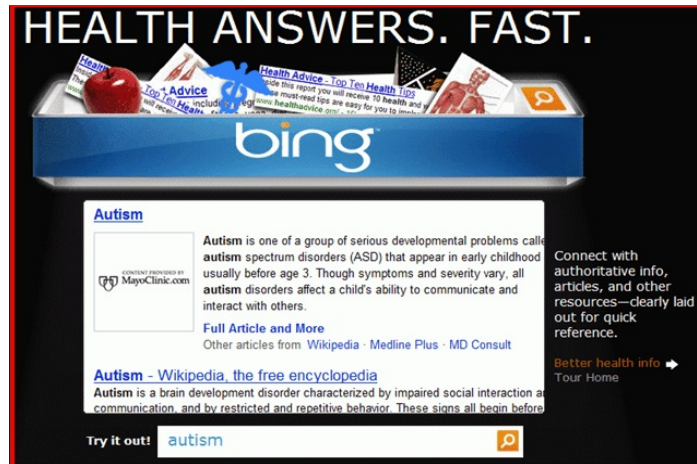 HEALTH ANSWERS. FAST.
Health Advice - Top Ten Health Tips
bing
Autism
Autism is one of a group of serious developmental problems calle
autism spectrum disorders (ASD) that appear in early childhood
usually before age 3. Though symptoms and severity vary, all
autism disorders affect a child's ability to communicate and
interact with others.
CONTENT PROVIDED BY
MayoClinic.com
Full Article and More
Other articles from Wikipedia · Medline Plus · MD Consult
Autism - Wikipedia, the free encyclopedia
Autism is a brain development disorder characterized by impaired social interaction a
communication, and by restricted and repetitive behavior. These signs all begin before
Connect with
authoritative info,
articles, and other
resources—clearly laid
out for quick
reference.
Better health info
Tour Home
Try it out! autism